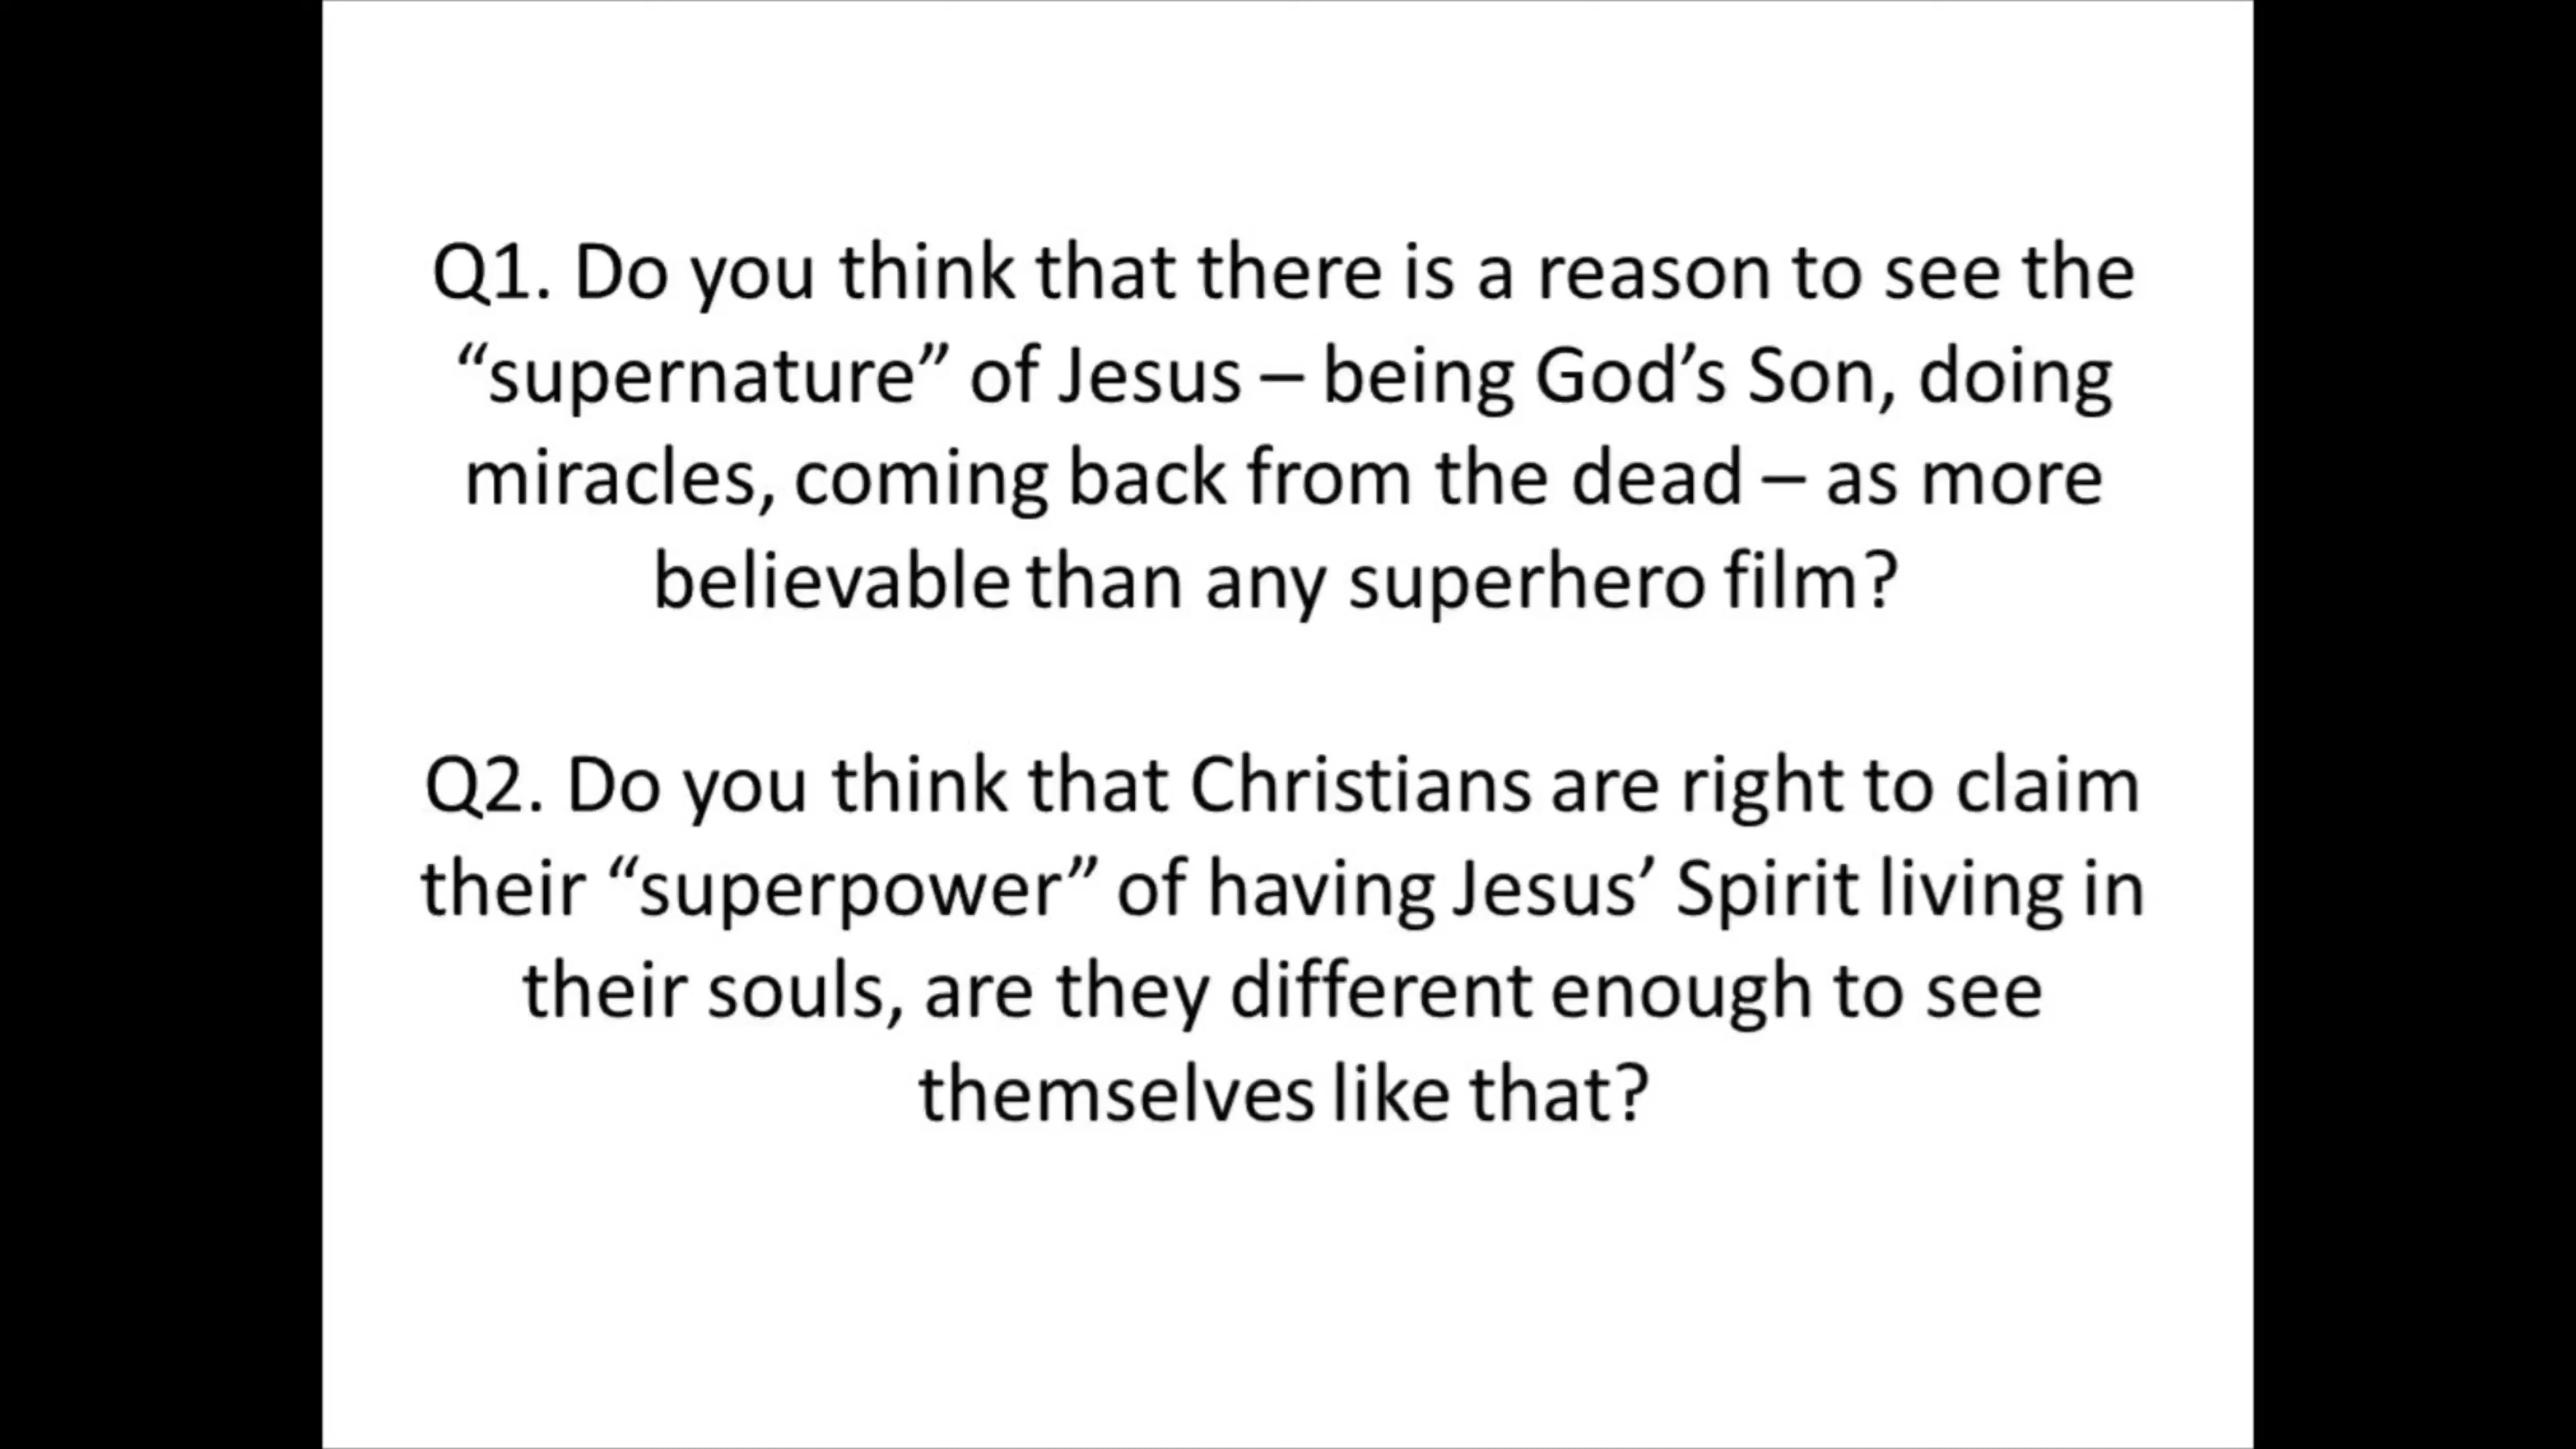 Q1. Do you think that there is a reason to see the
“supernature” of Jesus – being God’s Son, doing
miracles, coming back from the dead – as more
believable than any superhero film?
Q2. Do you think that Christians are right to claim
their “superpower” of having Jesus’ Spirit living in
their souls, are they different enough to see
themselves like that?